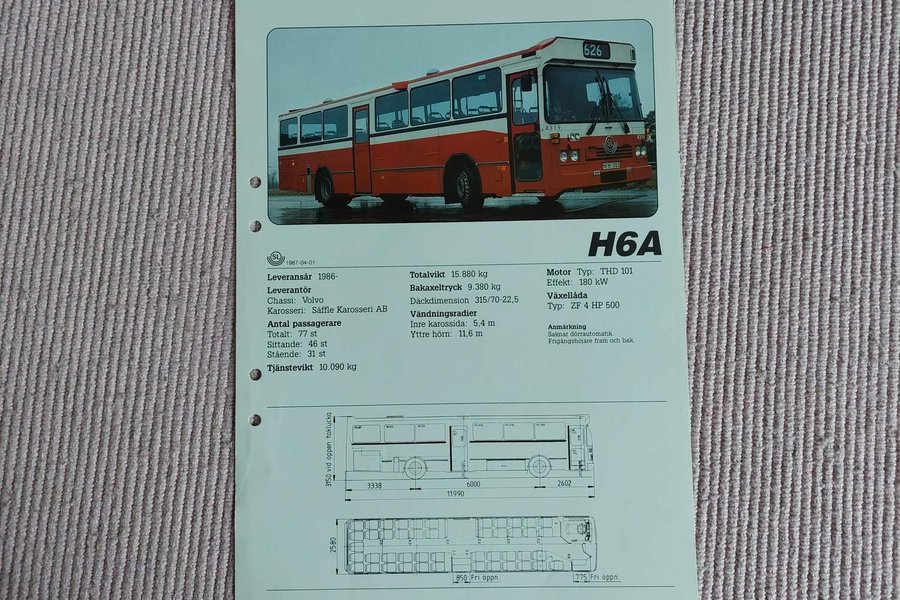 626
4319
SL
H6A
SL
1987-04-01
Leveransår 1986-
Leverantör
Chassi: Volvo
Karosseri: Säffle Karosseri AB
Antal passagerare
Totalt: 77 st
Sittande: 46 st
Stående: 31 st
Tjänstevikt 10.090 kg
Totalvikt 15.880 kg
Bakaxeltryck 9.380 kg
Däckdimension 315/70-22,5
Vändningsradier
Inre karossida: 5,4 m
Yttre hörn: 11,6 m
Motor Typ: THD 101
Effekt: 180 kW
Växellåda
Typ: ZF 4 HP 500
Anmärkning
Saknar dörrautomatik.
Frigångshöjare fram och bak.
3150 vid öppen taklucka
3338
6000
2602
11990
2580
850 Fri öppn.
775 Fri öppn.